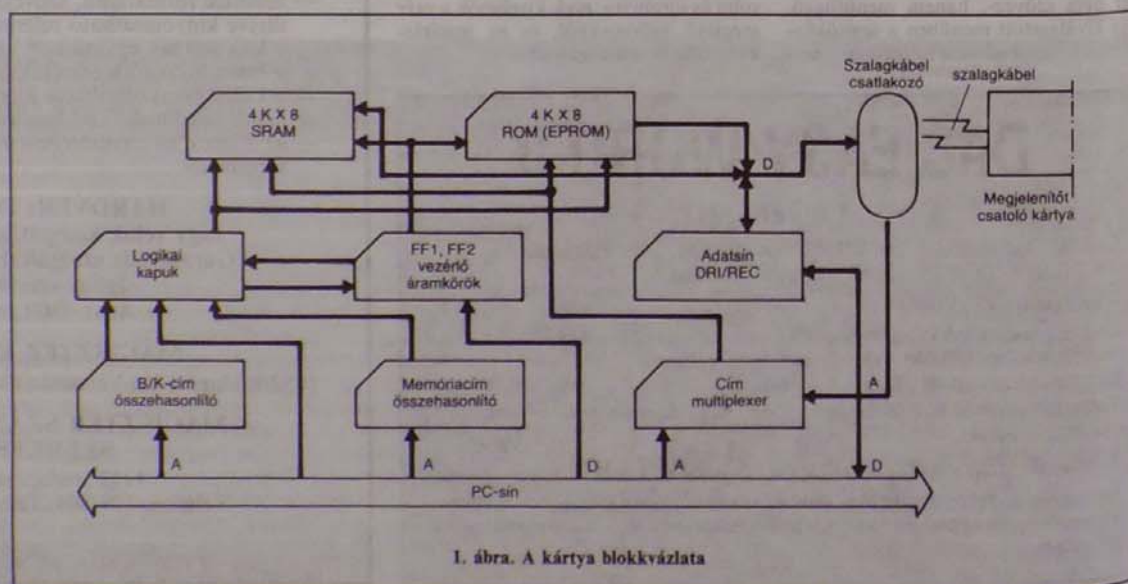 Szalagkábel
csatlakozó
szalagkábel
4 K X 8
SRAM
4 K X 8
ROM (EPROM)
D
Megjelenítőt
csatoló kártya
Logikai
kapuk
FF1, FF2
vezérlő
áramkörök
Adatsín
DRI/REC
B/K-cím
összehasonlító
Memóriacím
összehasonlító
Cím
multiplexer
A
A
A
D
A
D
PC-sín
1. ábra. A kártya blokkvázlata